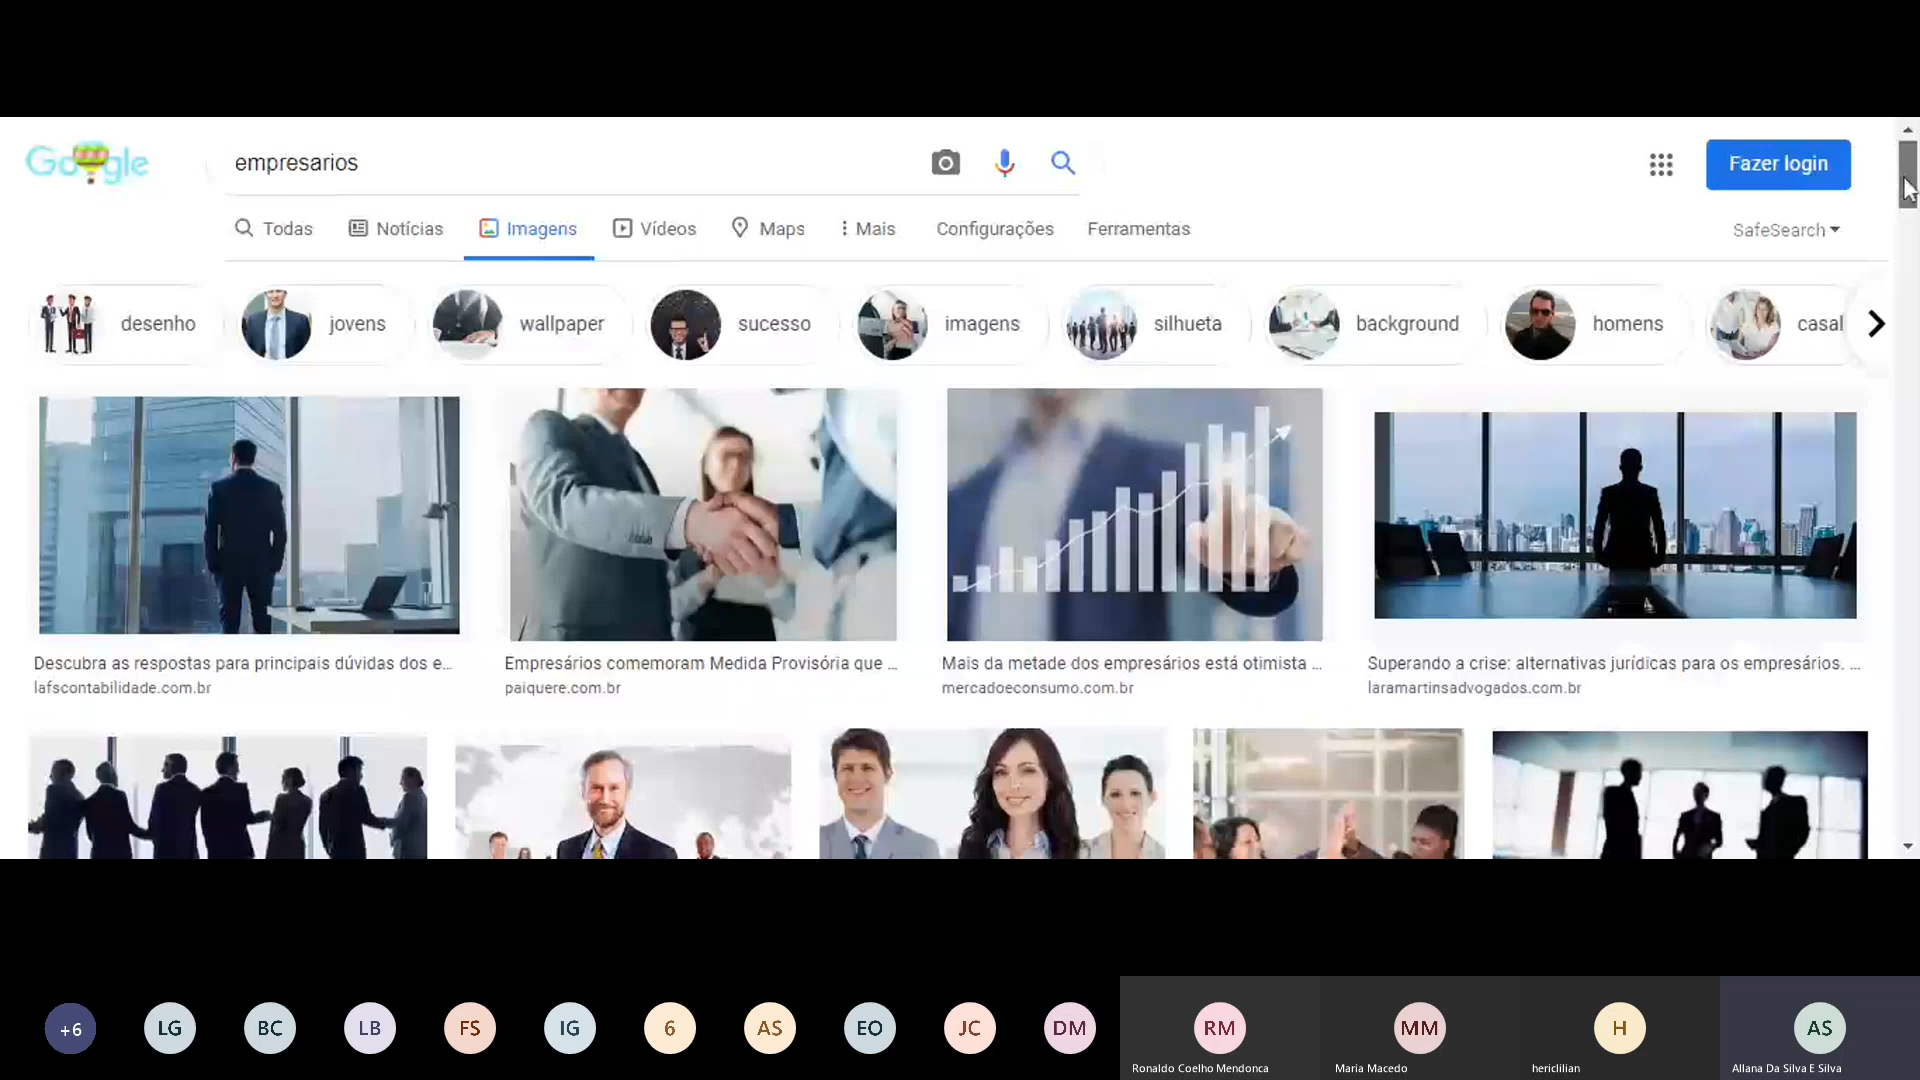 Google
empresarios
Fazer login
Todas
Notícias
Imagens
Vídeos
Maps
Mais
Configurações
Ferramentas
SafeSearch
desenho
jovens
wallpaper
sucesso
imagens
silhueta
background
homens
casal
Descubra as respostas para principais dúvidas dos e...
lafscontabilidade.com.br
Empresários comemoram Medida Provisória que ...
paiquere.com.br
Mais da metade dos empresários está otimista ...
mercadoeconsumo.com.br
Superando a crise: alternativas jurídicas para os empresários. ...
laramartinsadvogados.com.br
+6
LG
BC
LB
FS
IG
6
AS
EO
JC
DM
RM
Ronaldo Coelho Mendonca
MM
Maria Macedo
H
hericlilian
AS
Allana Da Silva E Silva